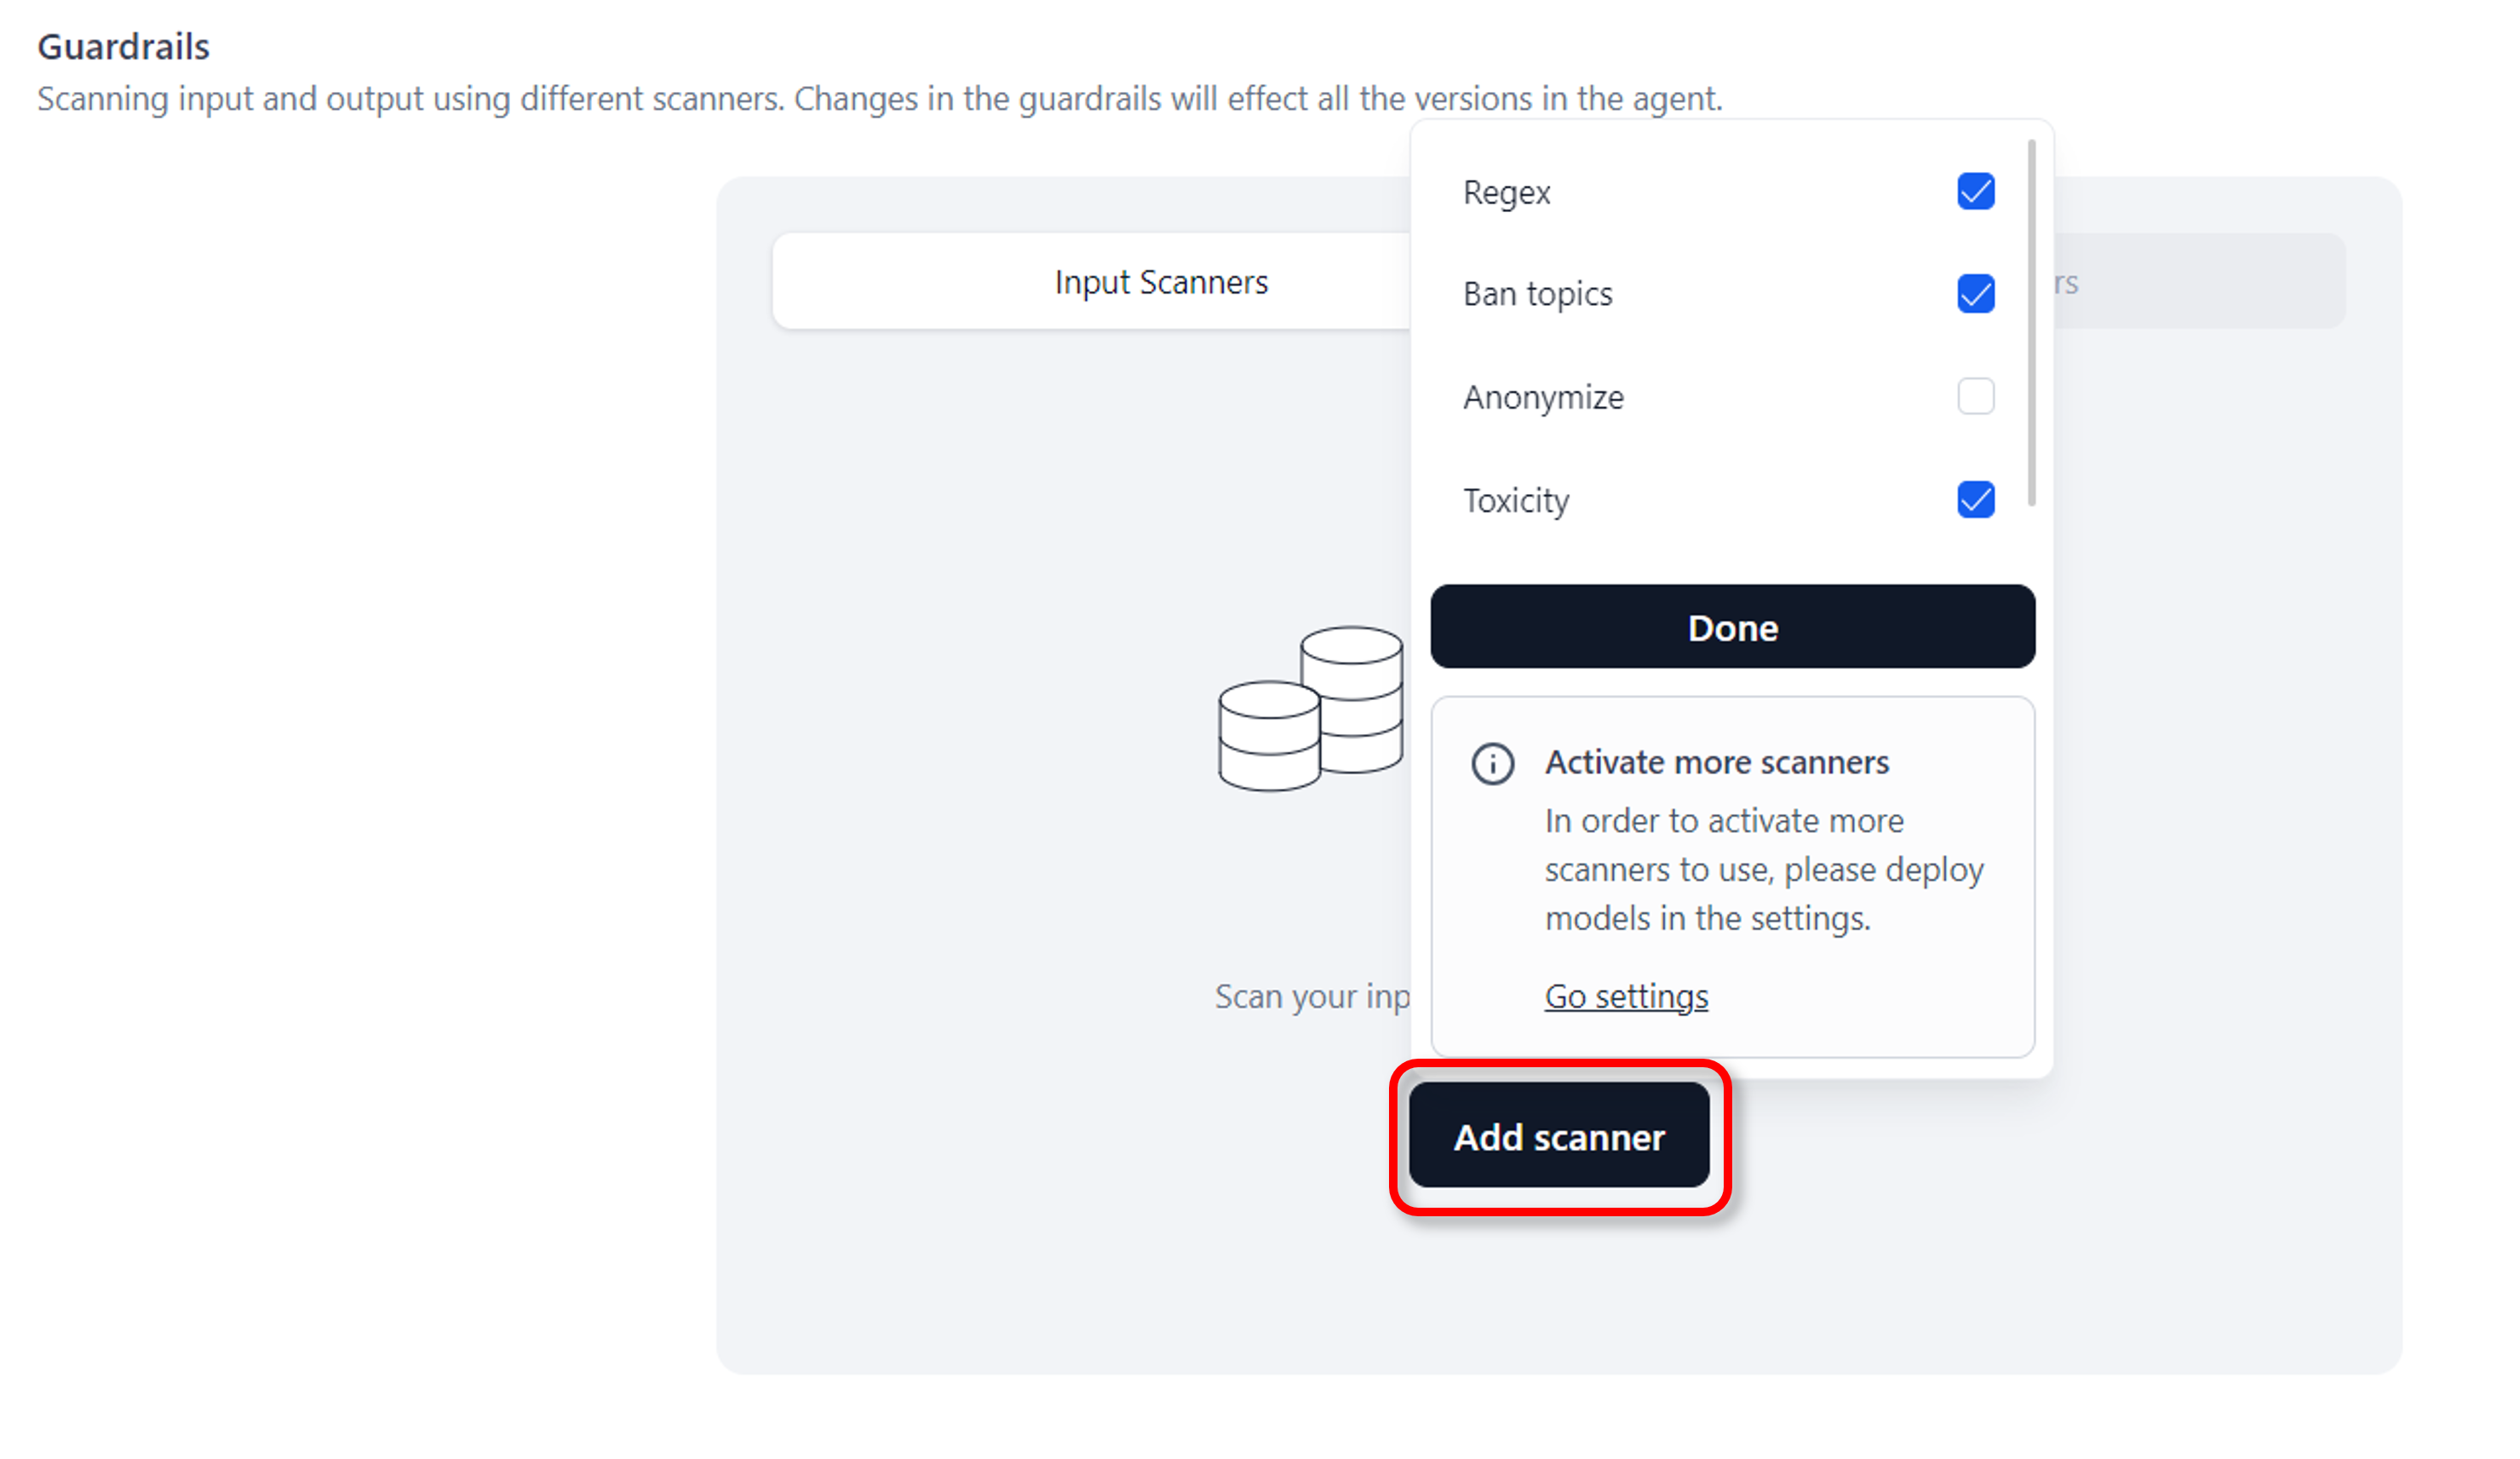 Guardrails
Scanning input and output using different scanners. Changes in the guardrails will effect all the versions in the agent.
Input Scanners
rs
Regex
Ban topics
Anonymize
Toxicity
Done
Activate more scanners
In order to activate more
scanners to use, please deploy
models in the settings.
Go settings
Scan your inp
Add scanner